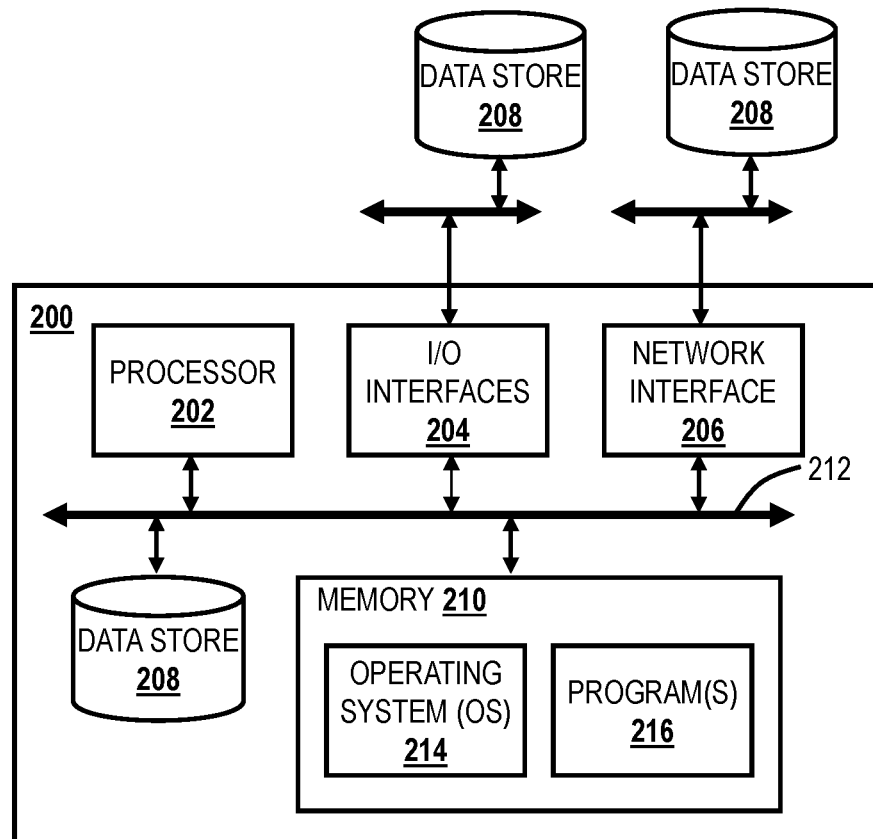 DATA STORE
208
DATA STORE
208
200
PROCESSOR
202
I/O
INTERFACES
204
NETWORK
INTERFACE
206
212
DATA STORE
208
MEMORY 210
OPERATING
SYSTEM (OS)
214
PROGRAM(S)
216